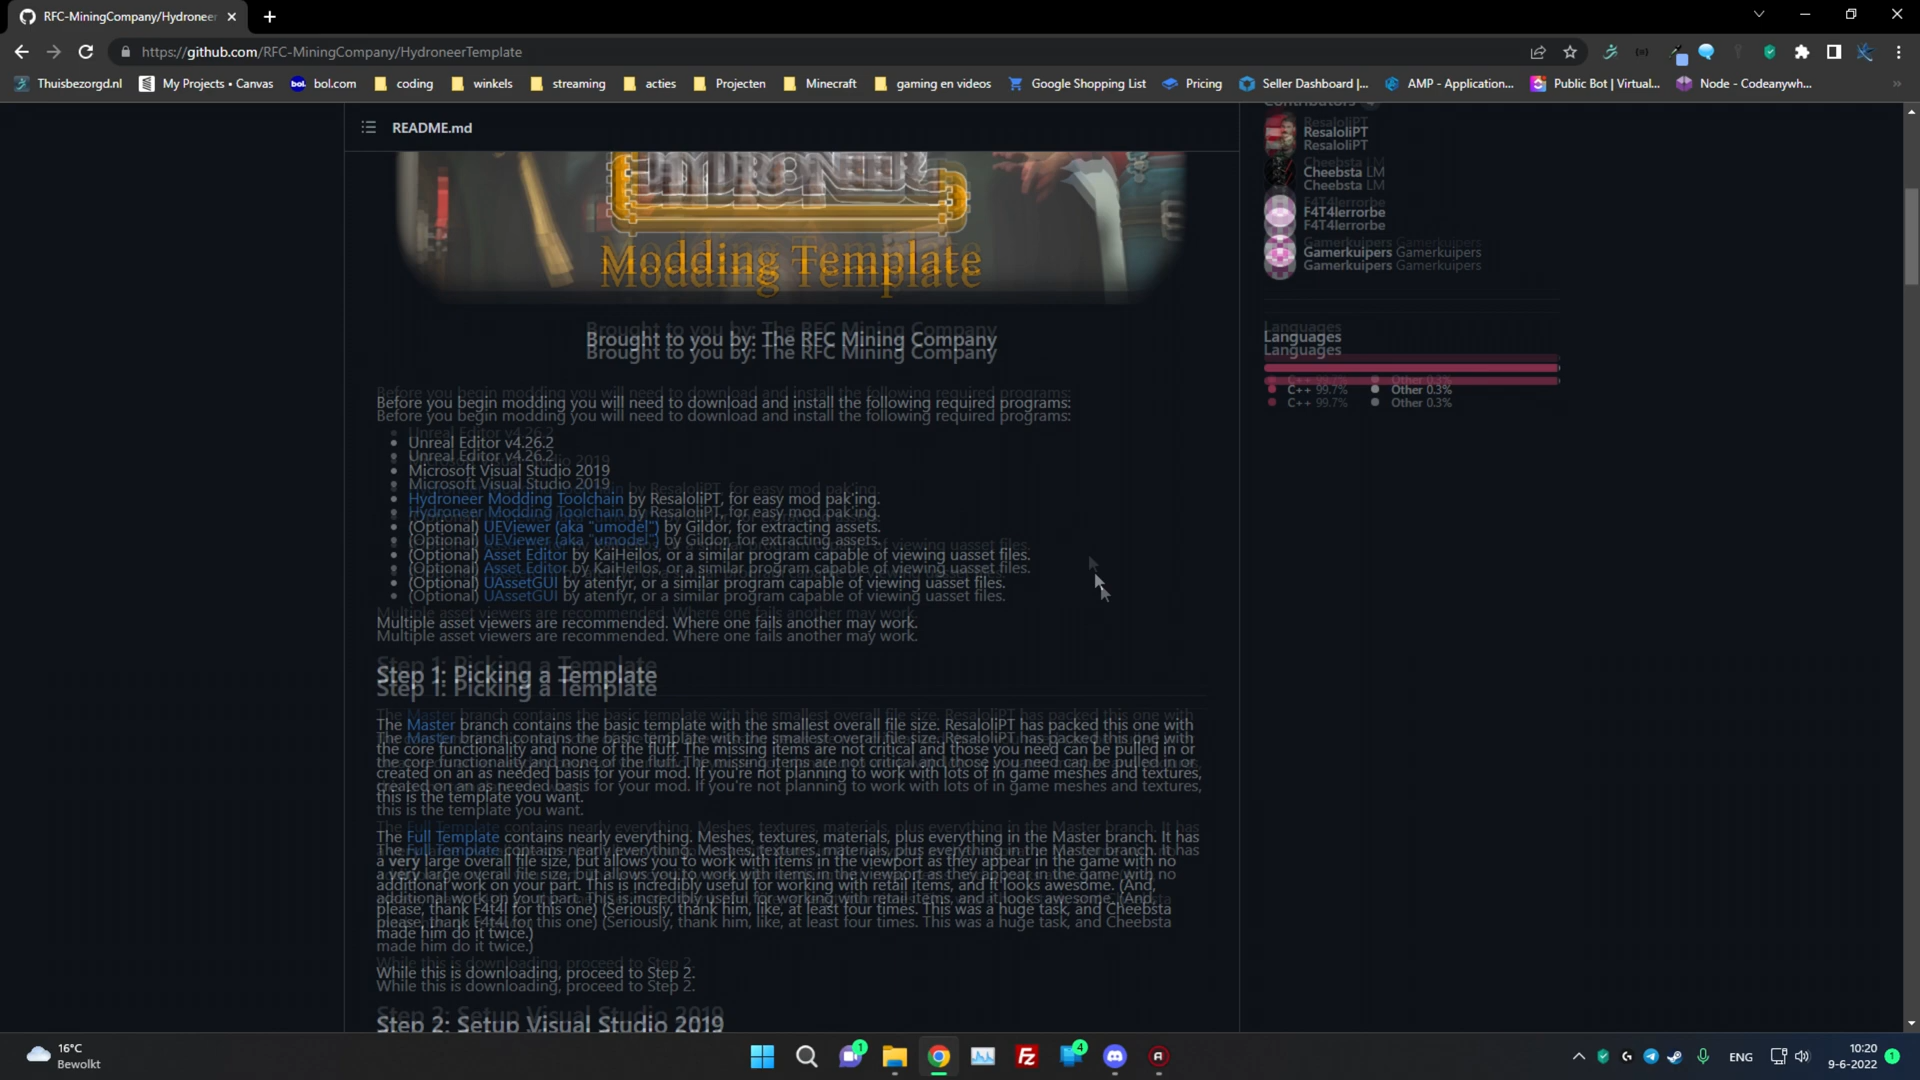 RFC-MiningCompany/Hydroneer
https://github.com/RFC-MiningCompany/HydroneerTemplate
Thuisbezorgd.nl My Projects • Canvas bol.com coding winkels streaming acties Projecten Minecraft gaming en videos Google Shopping List Pricing Seller Dashboard |... AMP - Application... Public Bot | Virtual... Node - Codeanywh...
README.md
Contributors 4
ResaloliPT
Cheebsta LM
F4T4lerrorbe
Gamerkuipers Gamerkuipers
Languages
C++ 99.7% Other 0.3%
HYDRONEER
Modding Template
Brought to you by: The RFC Mining Company
Before you begin modding you will need to download and install the following required programs:
Unreal Editor v4.26.2
Microsoft Visual Studio 2019
Hydroneer Modding Toolchain by ResaloliPT, for easy mod pak'ing.
(Optional) UEViewer (aka "umodel") by Gildor, for extracting assets.
(Optional) Asset Editor by KaiHeilos, or a similar program capable of viewing uasset files.
(Optional) UAssetGUI by atenfyr, or a similar program capable of viewing uasset files.
Multiple asset viewers are recommended. Where one fails another may work.
Step 1: Picking a Template
The Master branch contains the basic template with the smallest overall file size. ResaloliPT has packed this one with
the core functionality and none of the fluff. The missing items are not critical and those you need can be pulled in or
created on an as needed basis for your mod. If you're not planning to work with lots of in game meshes and textures,
this is the template you want.
The Full Template contains nearly everything. Meshes, textures, materials, plus everything in the Master branch. It has
a very large overall file size, but allows you to work with items in the viewport as they appear in the game with no
additional work on your part. This is incredibly useful for working with retail items, and it looks awesome. (And,
please, thank F4t4l for this one) (Seriously, thank him, like, at least four times. This was a huge task, and Cheebsta
made him do it twice.)
While this is downloading, proceed to Step 2.
Step 2: Setup Visual Studio 2019
16°C
Bewolkt
1
4
ENG
10:20
9-6-2022
1